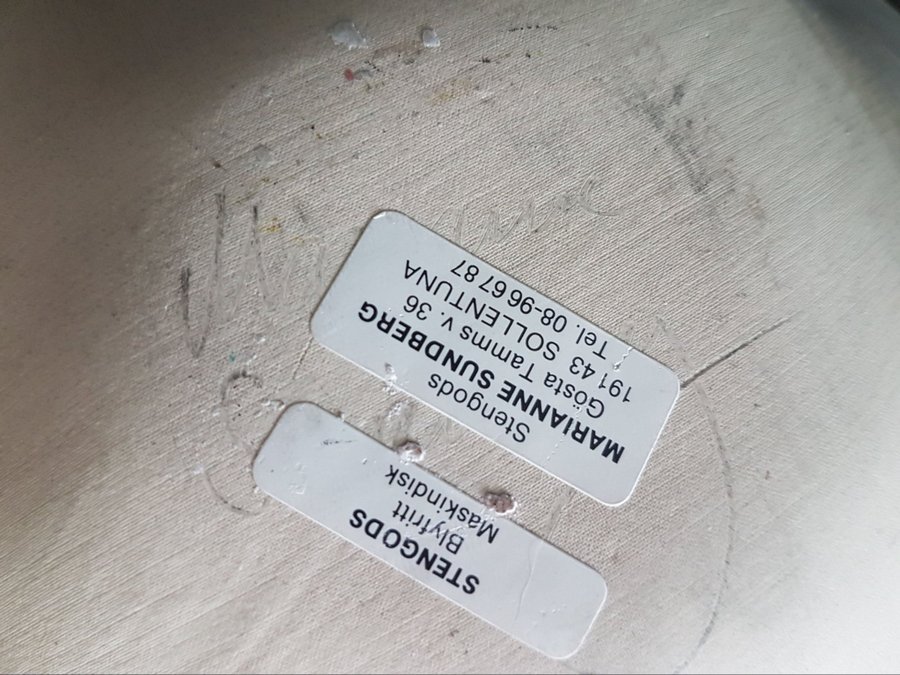 STENGODS
Blyfritt
Maskindisk
Stengods
MARIANNE SUNDBERG
Gösta Tamms v. 36
191 43 SOLLENTUNA
Tel. 08-96 67 87